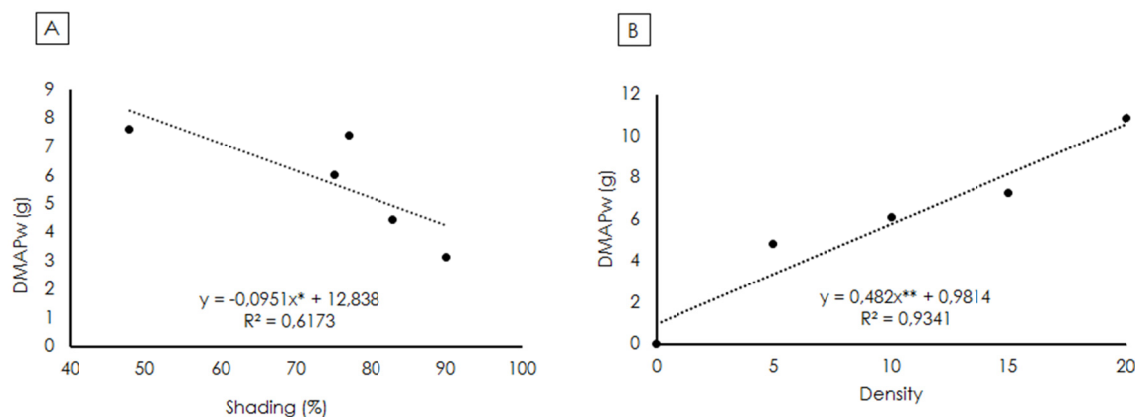 A
DMAPw (g)
9
8
7
6
5
4
3
2
1
0
y = -0,0951x* + 12,838
R² = 0,6173
40
50
60
70
80
90
100
Shading (%)
B
DMAPw (g)
12
10
8
6
4
2
0
y = 0,482x** + 0,9814
R² = 0,9341
0
5
10
15
20
Density